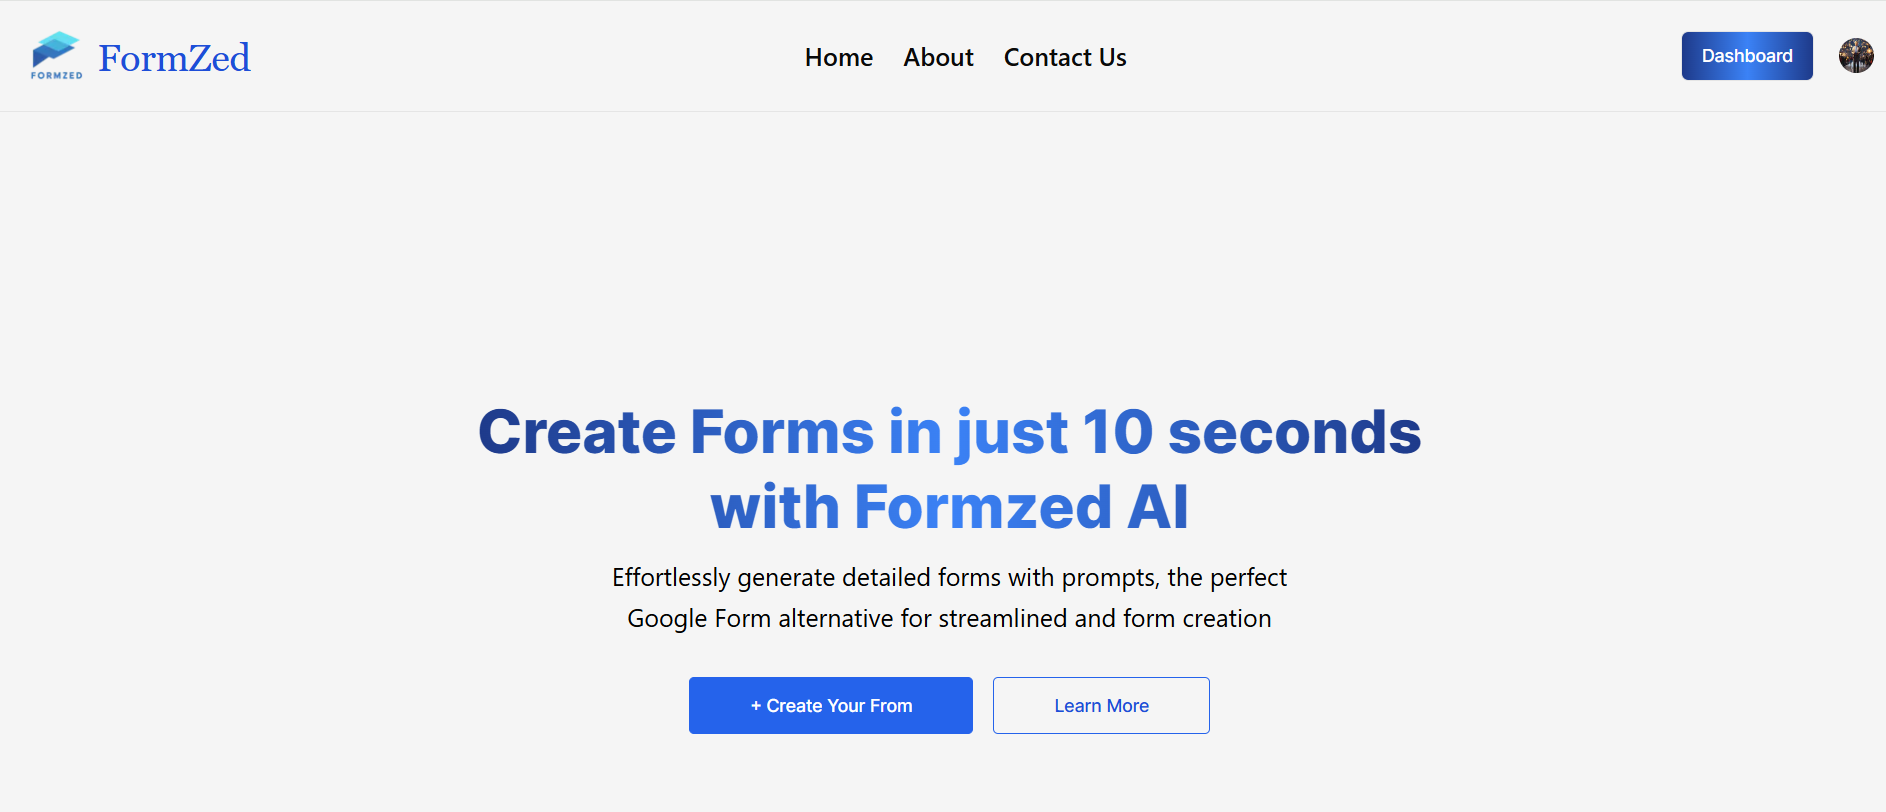 FORMZED
FormZed
Home About Contact Us
Dashboard
Create Forms in just 10 seconds
with Formzed AI
Effortlessly generate detailed forms with prompts, the perfect
Google Form alternative for streamlined and form creation
+ Create Your From
Learn More